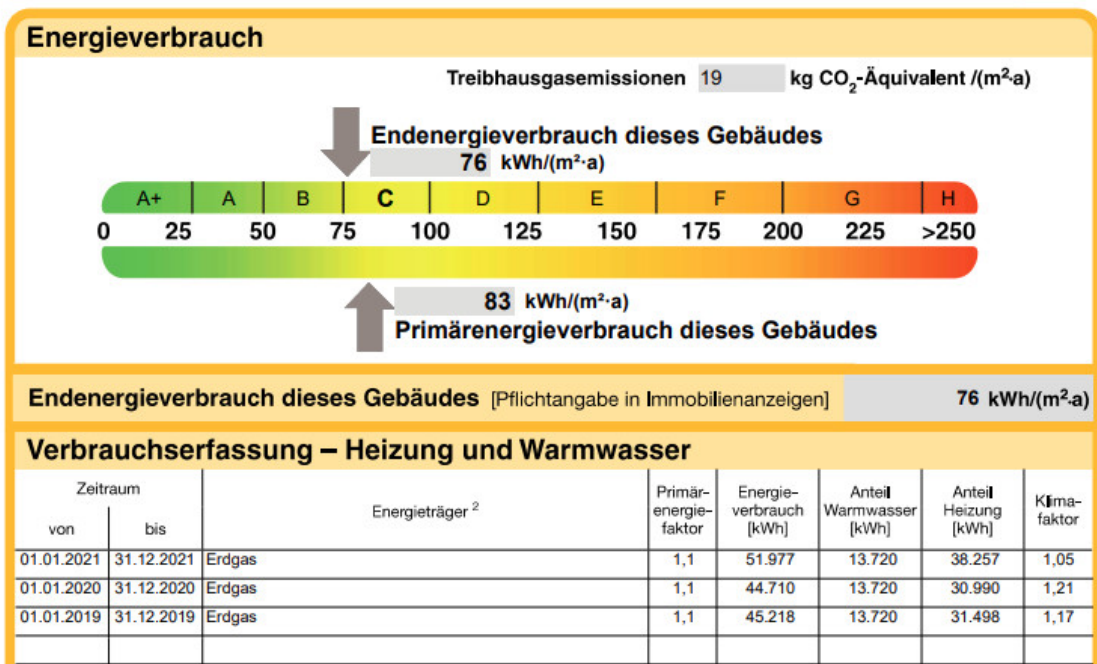 Energieverbrauch
Treibhausgasemissionen 19 kg CO₂-Äquivalent /(m²·a)
Endenergieverbrauch dieses Gebäudes
76 kWh/(m²·a)
A+ A B C D E F G H
0 25 50 75 100 125 150 175 200 225 >250
83 kWh/(m²·a)
Primärenergieverbrauch dieses Gebäudes
Endenergieverbrauch dieses Gebäudes [Pflichtangabe in Immobilienanzeigen] 76 kWh/(m²·a)
Verbrauchserfassung – Heizung und Warmwasser
Zeitraum
von bis
Energieträger ²
Primär-
energie-
faktor
Energie-
verbrauch
[kWh]
Anteil
Warmwasser
[kWh]
Anteil
Heizung
[kWh]
Klima-
faktor
01.01.2021 31.12.2021 Erdgas 1,1 51.977 13.720 38.257 1,05
01.01.2020 31.12.2020 Erdgas 1,1 44.710 13.720 30.990 1,21
01.01.2019 31.12.2019 Erdgas 1,1 45.218 13.720 31.498 1,17